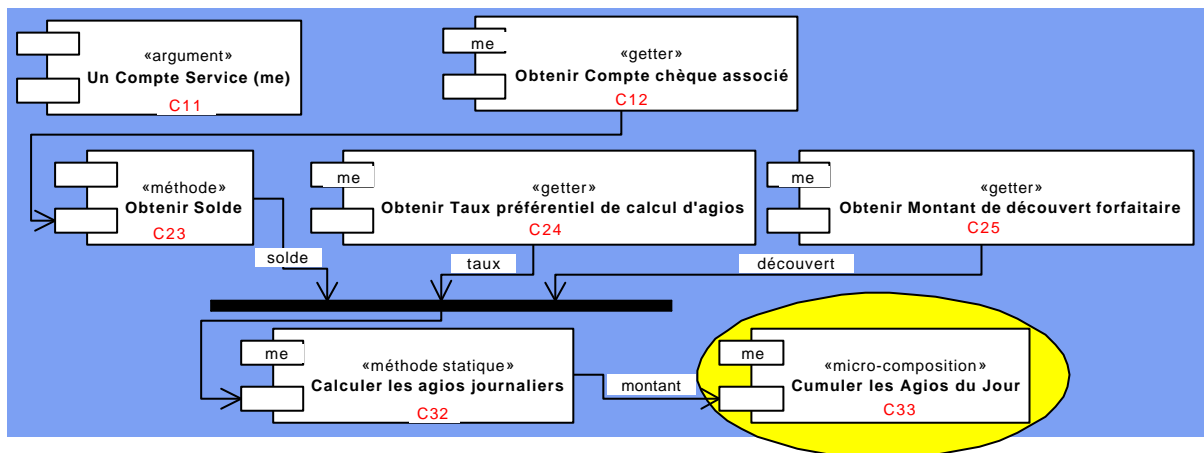 «argument»
Un Compte Service (me)
C11
me
«getter»
Obtenir Compte chèque associé
C12
«méthode»
Obtenir Solde
C23
me
«getter»
Obtenir Taux préférentiel de calcul d'agios
C24
me
«getter»
Obtenir Montant de découvert forfaitaire
C25
solde
taux
découvert
me
«méthode statique»
Calculer les agios journaliers
C32
montant
me
«micro-composition»
Cumuler les Agios du Jour
C33